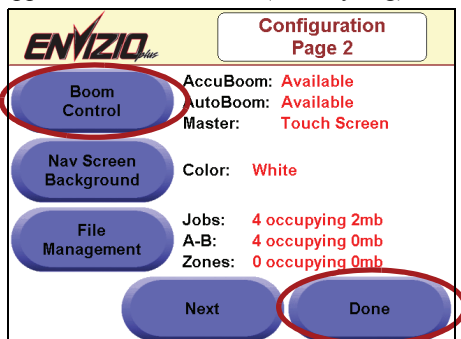 ENVIZIO plus
Configuration
Page 2
Boom
Control
AccuBoom: Available
AutoBoom: Available
Master: Touch Screen
Nav Screen
Background
Color: White
File
Management
Jobs: 4 occupying 2mb
A-B: 4 occupying 0mb
Zones: 0 occupying 0mb
Next
Done